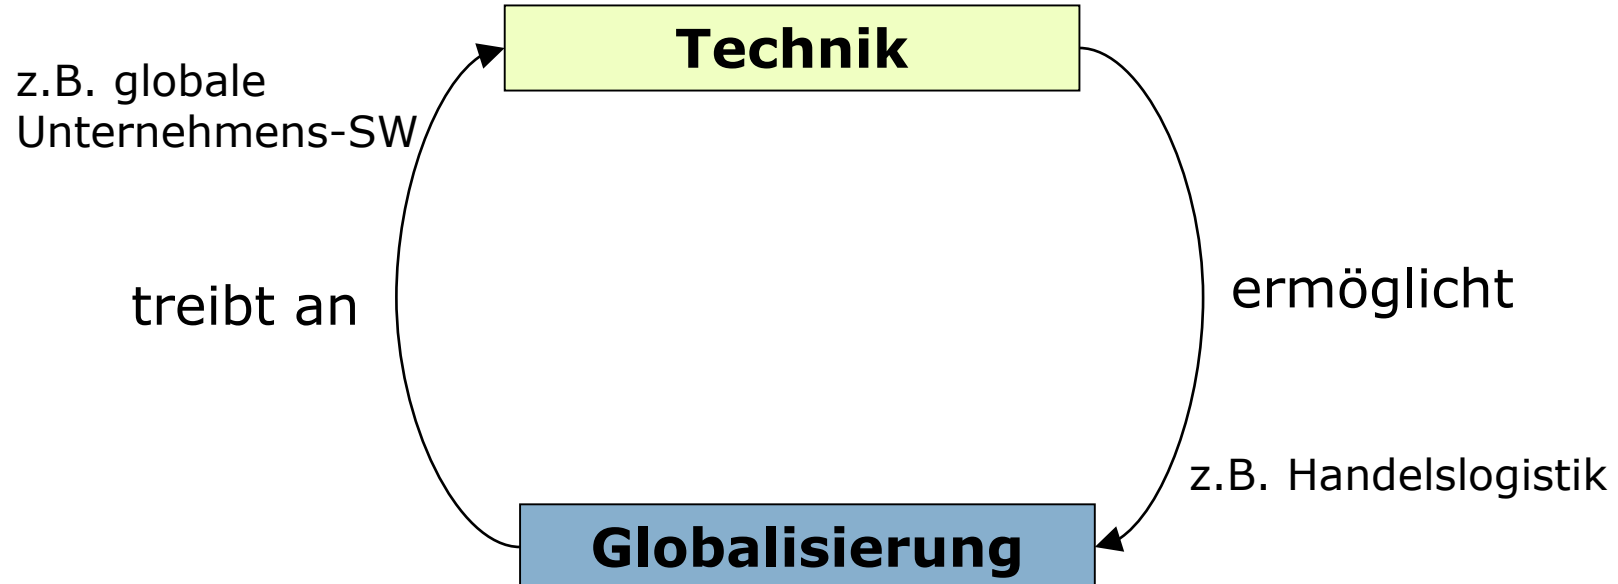 Technik
z.B. globale
Unternehmens-SW
treibt an
ermöglicht
z.B. Handelslogistik
Globalisierung